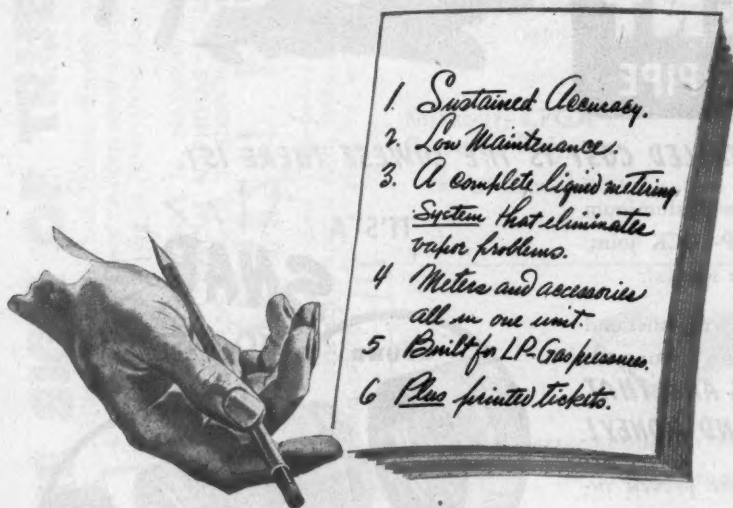 1. Sustained Accuracy.
2. Low Maintenance.
3. A complete liquid metering
System that eliminates
vapor problems.
4 Meters and accessories
all in one unit.
5 Built for LP-Gas pressures.
6 Plus printed tickets.